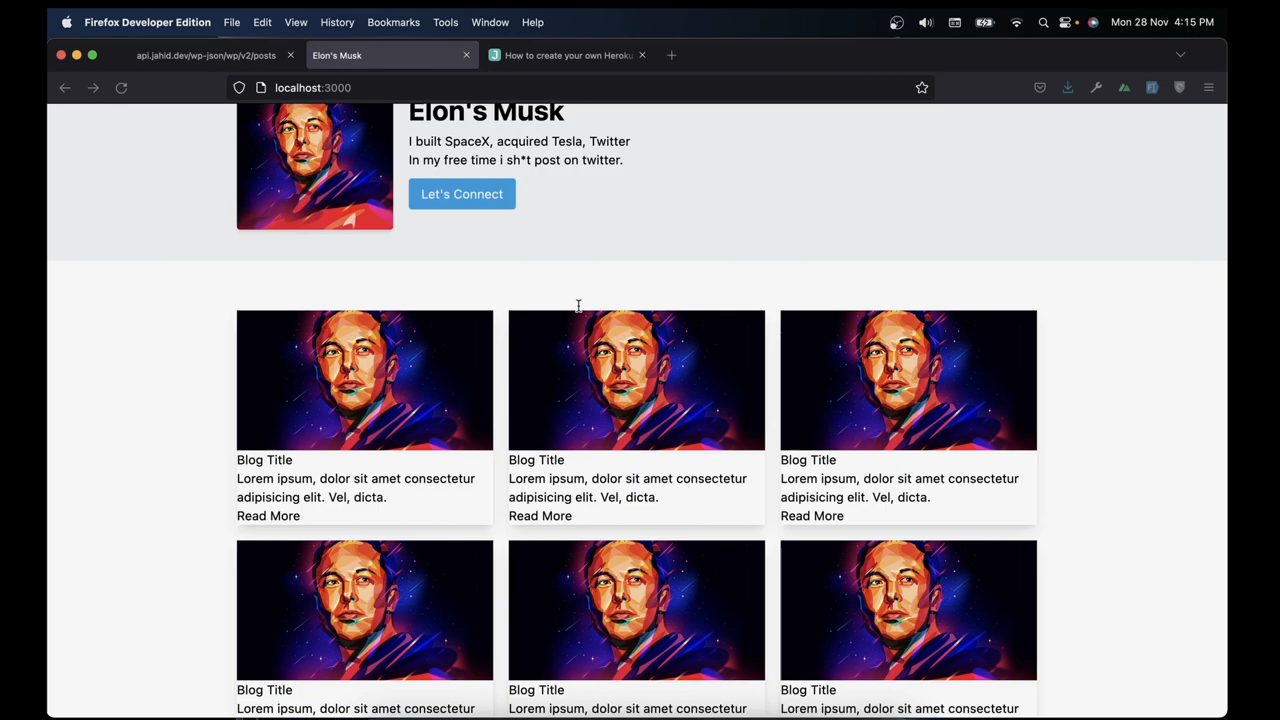 Firefox Developer Edition File Edit View History Bookmarks Tools Window Help Mon 28 Nov 4:15 PM
api.jahid.dev/wp-json/wp/v2/posts Elon's Musk How to create your own Heroku
localhost:3000
Elon's Musk
I built SpaceX, acquired Tesla, Twitter
In my free time i sh*t post on twitter.
Let's Connect
Blog Title Blog Title Blog Title
Lorem ipsum, dolor sit amet consectetur Lorem ipsum, dolor sit amet consectetur Lorem ipsum, dolor sit amet consectetur
adipisicing elit. Vel, dicta. adipisicing elit. Vel, dicta. adipisicing elit. Vel, dicta.
Read More Read More Read More
Blog Title Blog Title Blog Title
Lorem ipsum, dolor sit amet consectetur Lorem ipsum, dolor sit amet consectetur Lorem ipsum, dolor sit amet consectetur